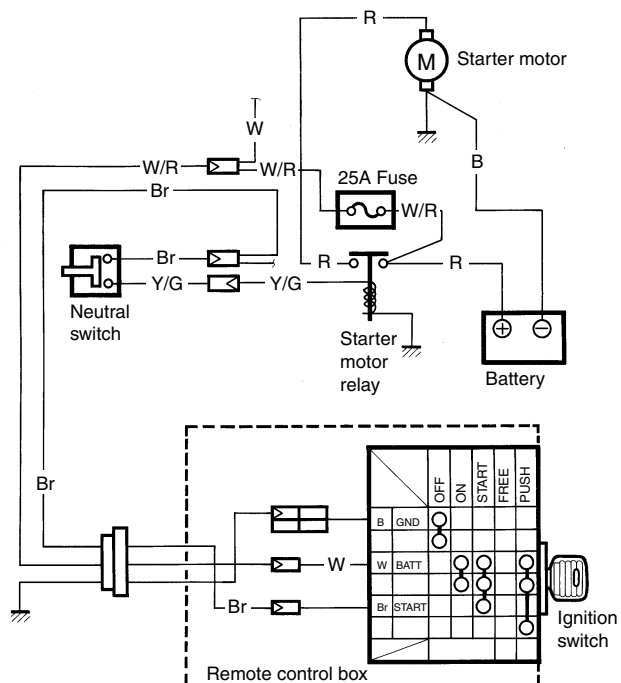 R
M
Starter motor
W
W/R
W/R
B
Br
25A Fuse
W/R
Br
R
R
Y/G
Y/G
Neutral
switch
Starter
motor
relay
Battery
Br
OFF
ON
START
FREE
PUSH
B GND
W
W BATT
Br
Br START
Ignition
switch
Remote control box